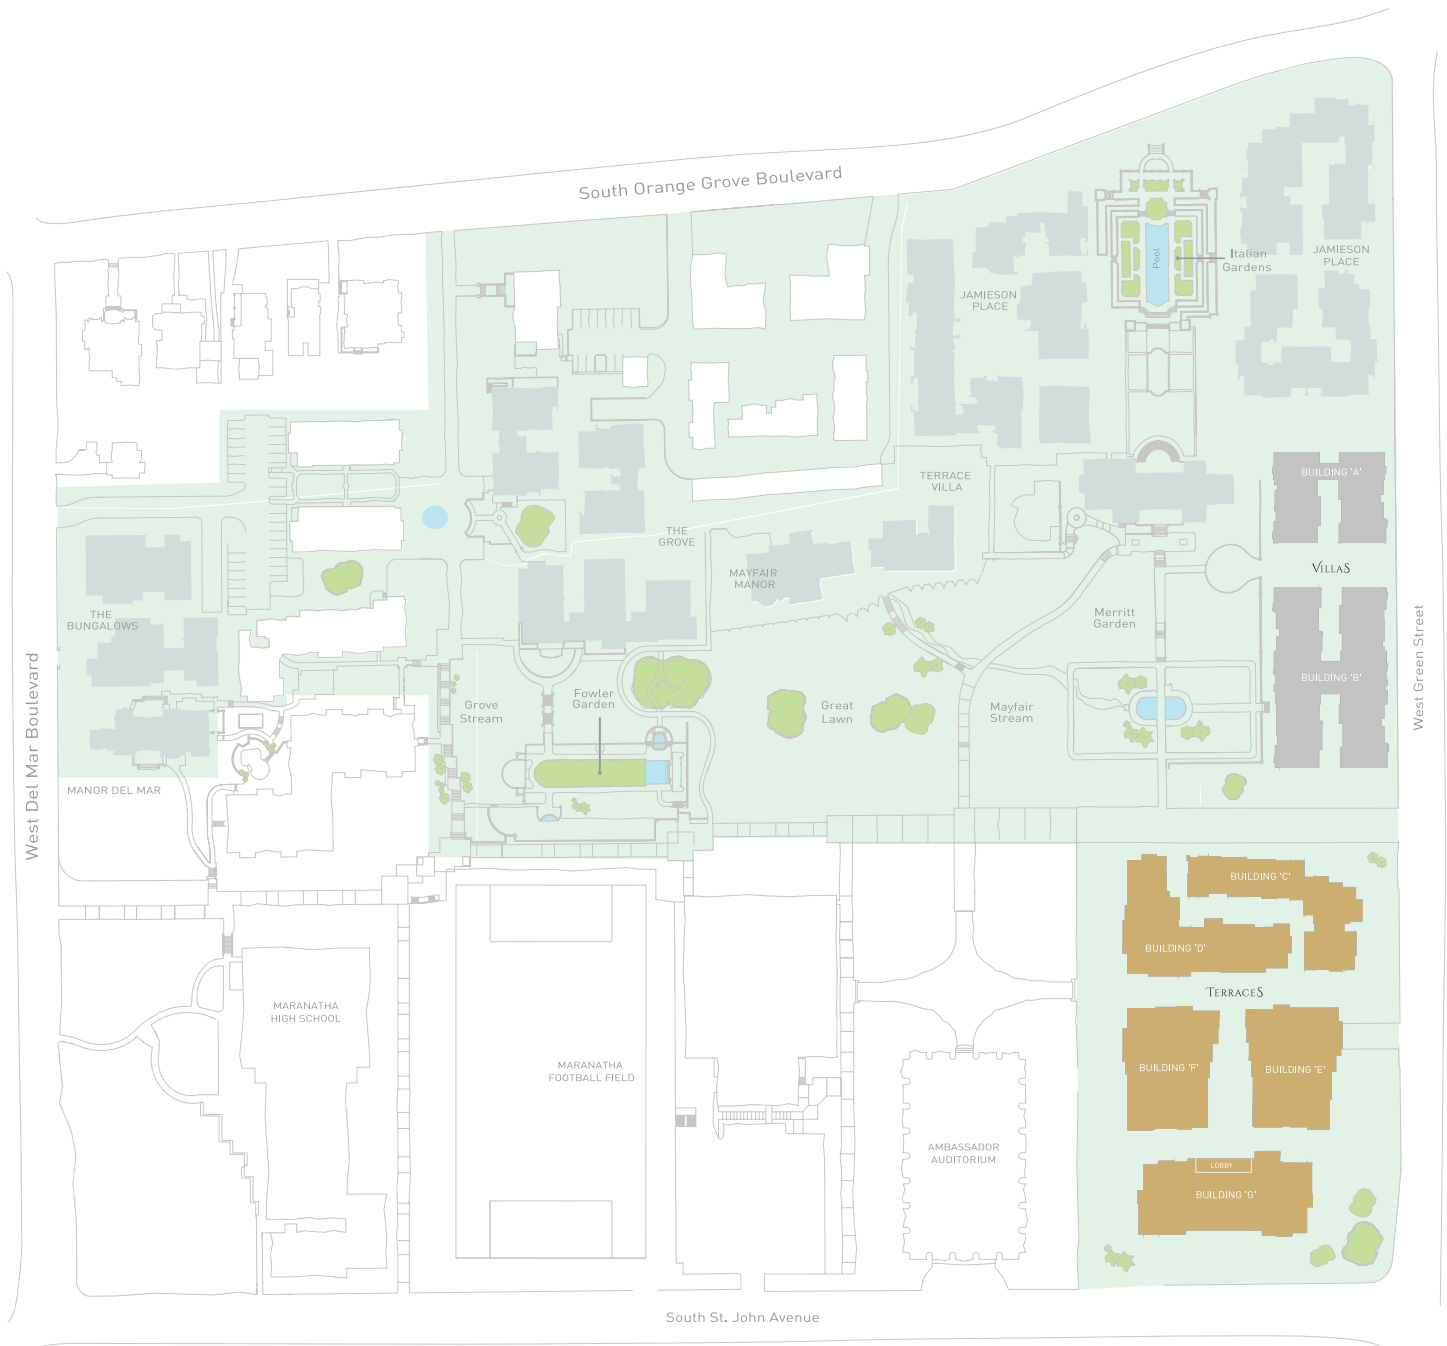 South Orange Grove Boulevard
Pool
Italian
Gardens
JAMIESON
PLACE
JAMIESON
PLACE
TERRACE
VILLA
BUILDING 'A'
THE
GROVE
VILLAS
MAYFAIR
MANOR
THE
BUNGALOWS
Merritt
Garden
West Green Street
BUILDING 'B'
Fowler
Garden
Grove
Stream
Great
Lawn
Mayfair
Stream
West Del Mar Boulevard
MANOR DEL MAR
BUILDING 'C'
BUILDING 'D'
TERRACES
MARANATHA
HIGH SCHOOL
MARANATHA
FOOTBALL FIELD
BUILDING 'F'
BUILDING 'E'
AMBASSADOR
AUDITORIUM
LOBBY
BUILDING 'G'
South St. John Avenue